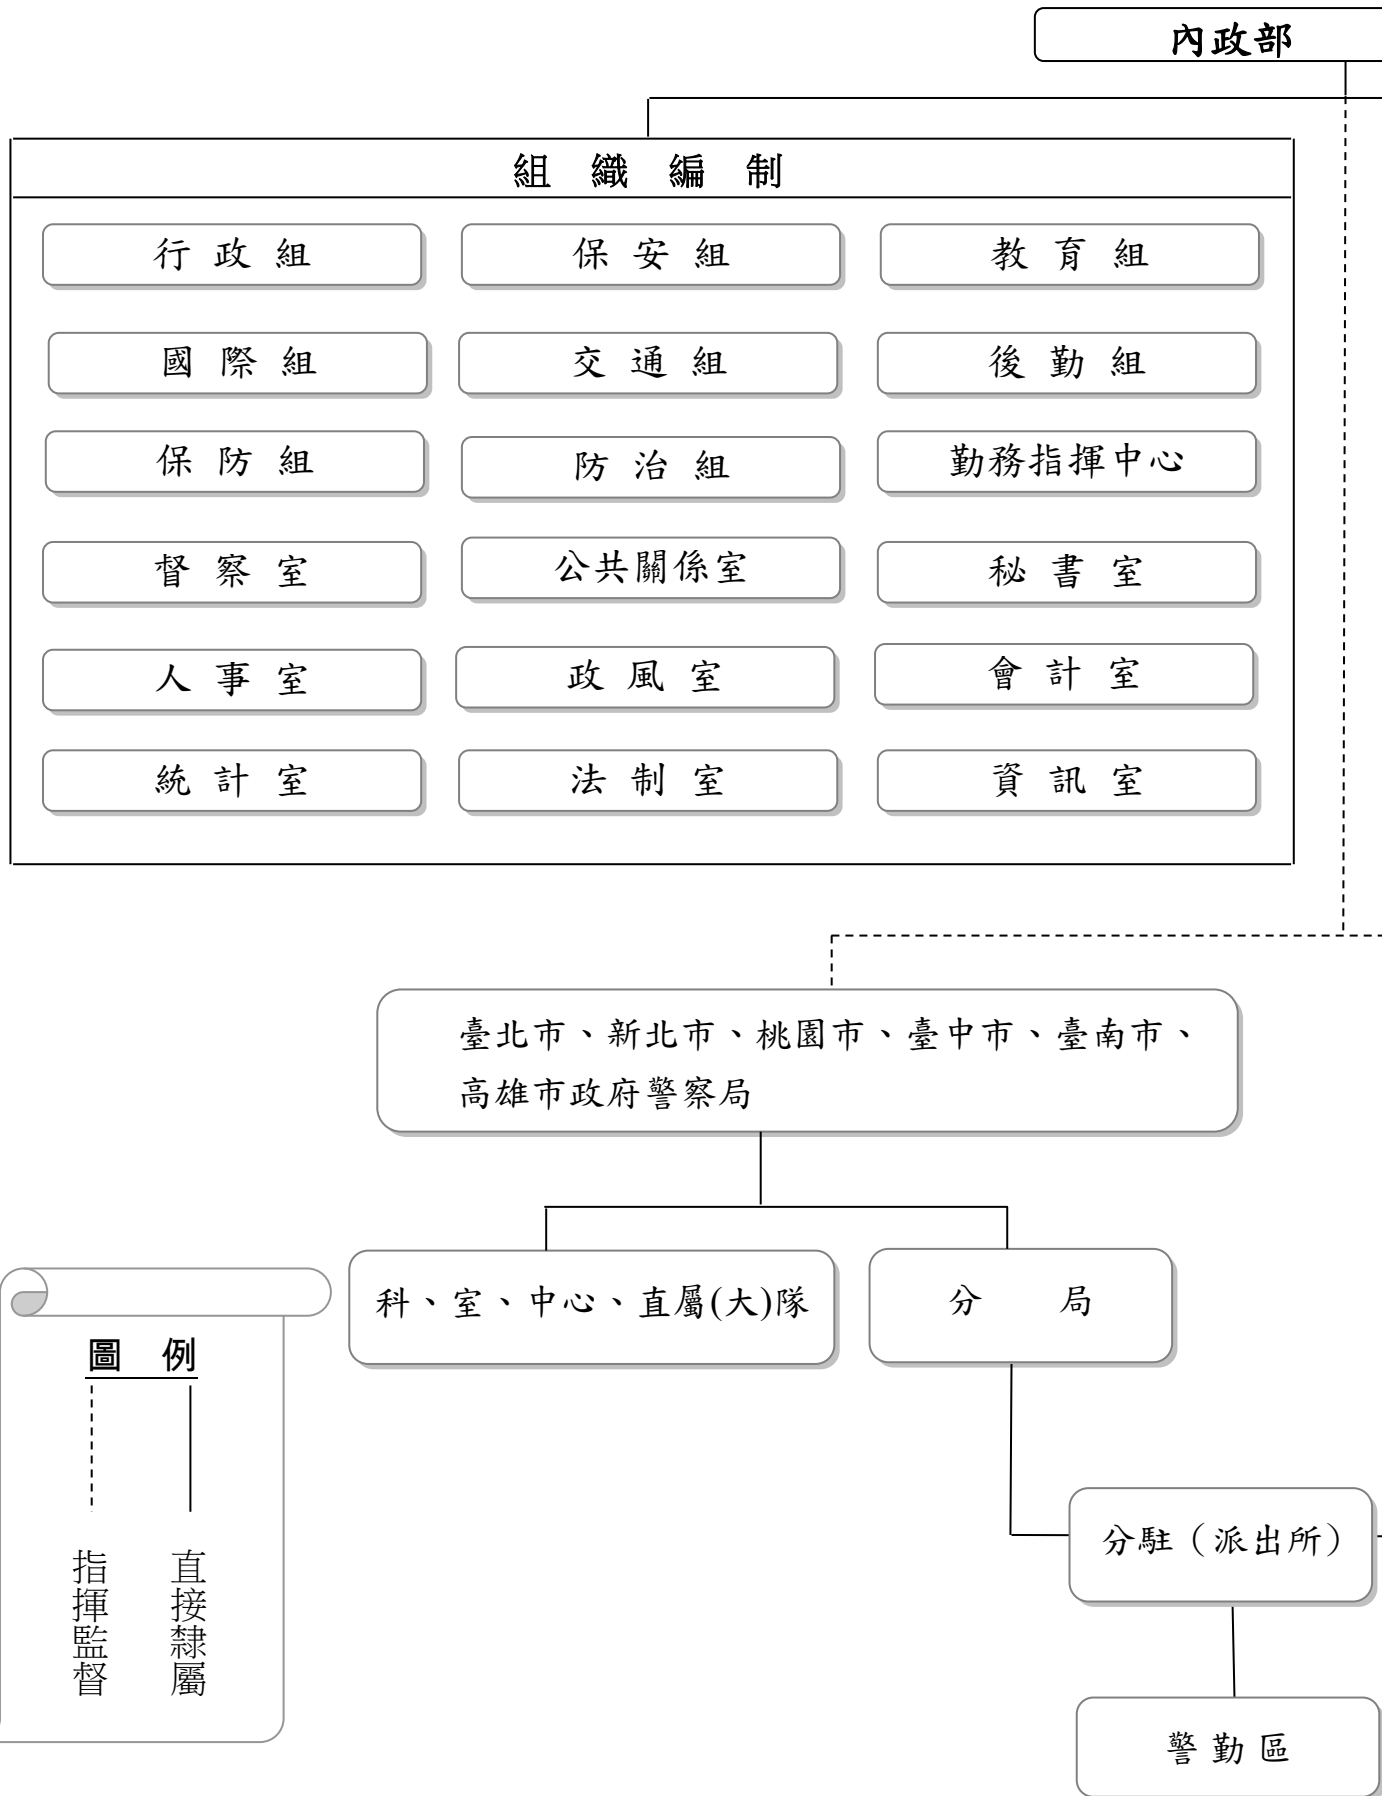 內政部
組 織 編 制
行 政 組
保 安 組
教 育 組
國 際 組
交 通 組
後 勤 組
保 防 組
防 治 組
勤務指揮中心
督 察 室
公共關係室
秘 書 室
人 事 室
政 風 室
會 計 室
統 計 室
法 制 室
資 訊 室
臺北市、新北市、桃園市、臺中市、臺南市、
高雄市政府警察局
科、室、中心、直屬(大)隊
分 局
圖 例
指揮監督
直接隸屬
分駐（派出所）
警 勤 區